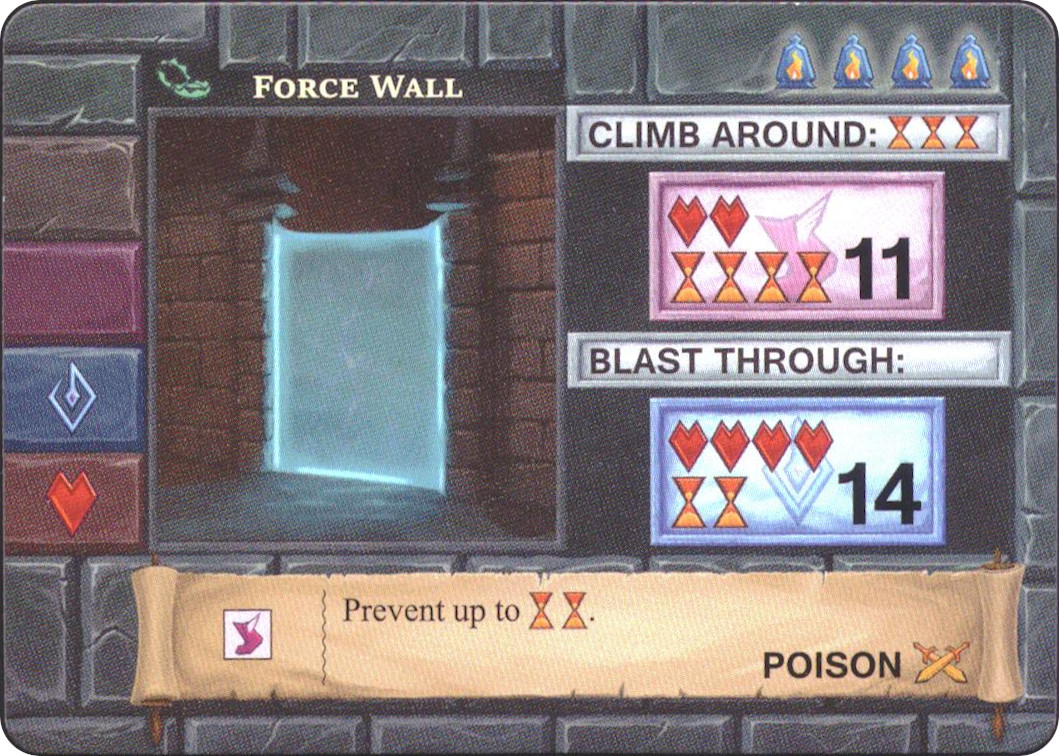 FORCE WALL
CLIMB AROUND:
11
BLAST THROUGH:
14
Prevent up to .
POISON